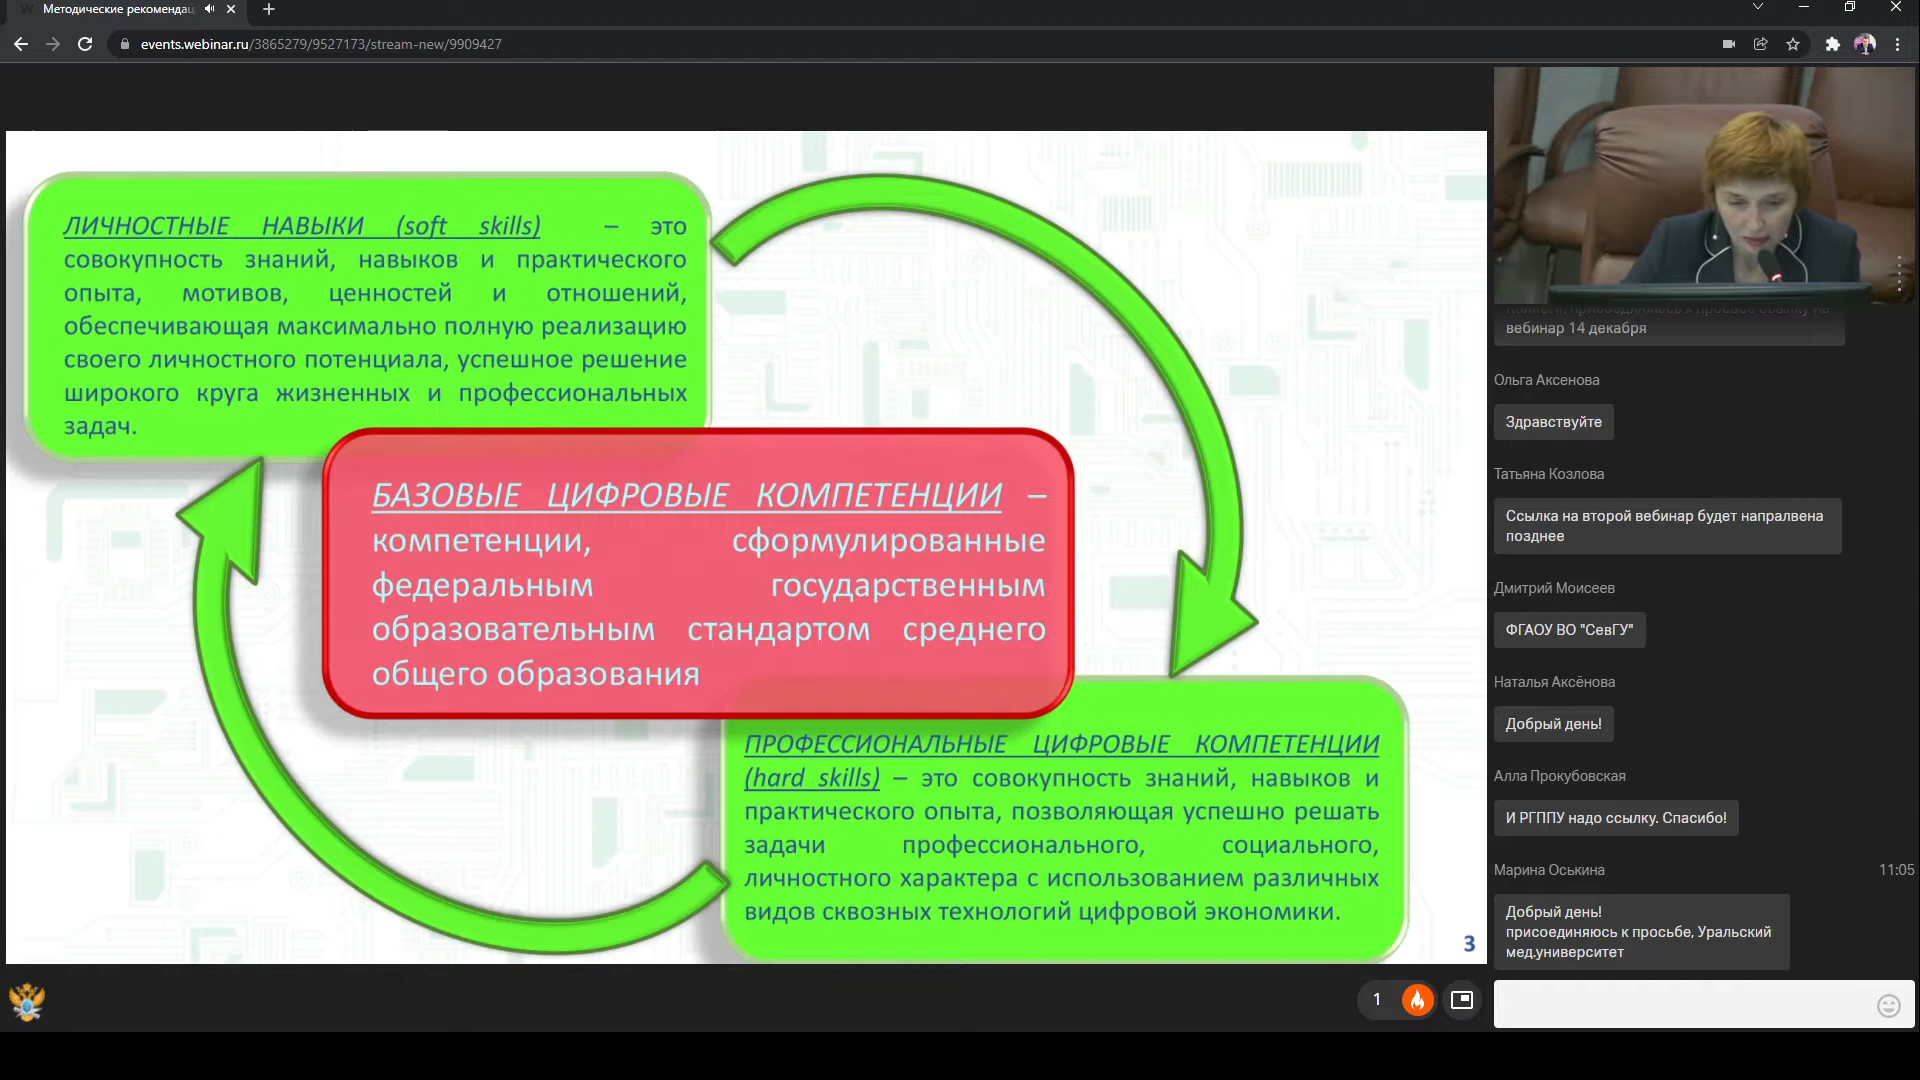 Методические рекомендац
events.webinar.ru/3865279/9527173/stream-new/9909427
ЛИЧНОСТНЫЕ НАВЫКИ (soft skills) – это
совокупность знаний, навыков и практического
опыта, мотивов, ценностей и отношений,
обеспечивающая максимально полную реализацию
своего личностного потенциала, успешное решение
широкого круга жизненных и профессиональных
задач.
БАЗОВЫЕ ЦИФРОВЫЕ КОМПЕТЕНЦИИ –
компетенции, сформулированные
федеральным государственным
образовательным стандартом среднего
общего образования
ПРОФЕССИОНАЛЬНЫЕ ЦИФРОВЫЕ КОМПЕТЕНЦИИ
(hard skills) – это совокупность знаний, навыков и
практического опыта, позволяющая успешно решать
задачи профессионального, социального,
личностного характера с использованием различных
видов сквозных технологий цифровой экономики.
3
вебинар 14 декабря
Ольга Аксенова
Здравствуйте
Татьяна Козлова
Ссылка на второй вебинар будет напралвена
позднее
Дмитрий Моисеев
ФГАОУ ВО "СевГУ"
Наталья Аксёнова
Добрый день!
Алла Прокубовская
И РГППУ надо ссылку. Спасибо!
Марина Оськина 11:05
Добрый день!
присоединяюсь к просьбе, Уральский
мед.университет
1